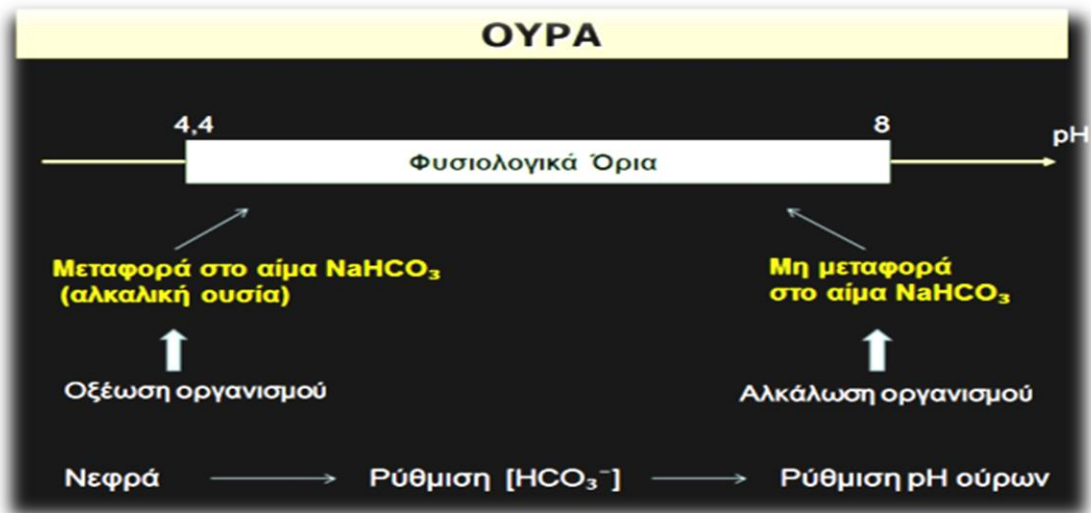 ΟΥΡΑ
4,4 8 pH
Φυσιολογικά Όρια
Μεταφορά στο αίμα NaHCO₃
(αλκαλική ουσία)
Μη μεταφορά
στο αίμα NaHCO₃
Οξέωση οργανισμού
Αλκάλωση οργανισμού
Νεφρά Ρύθμιση [HCO₃⁻] Ρύθμιση pH ούρων